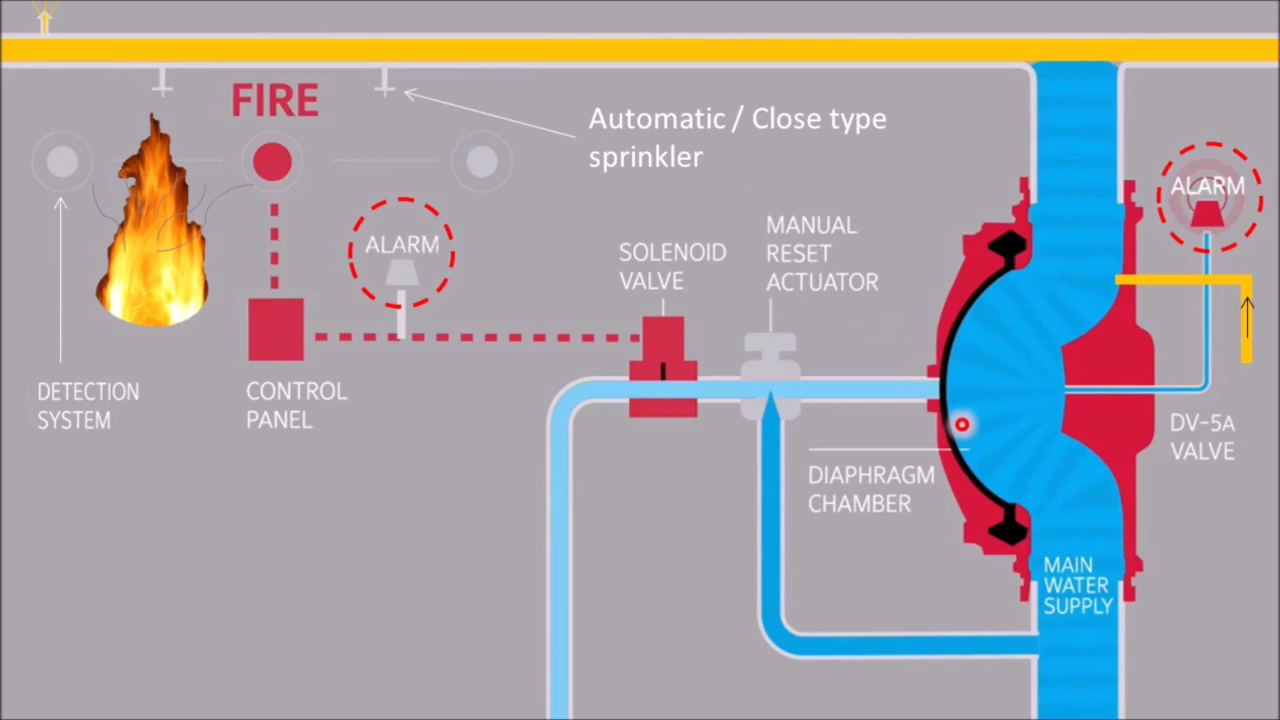 FIRE
Automatic / Close type
sprinkler
ALARM
ALARM
SOLENOID
VALVE
MANUAL
RESET
ACTUATOR
DETECTION
SYSTEM
CONTROL
PANEL
DIAPHRAGM
CHAMBER
DV-5A
VALVE
MAIN
WATER
SUPPLY